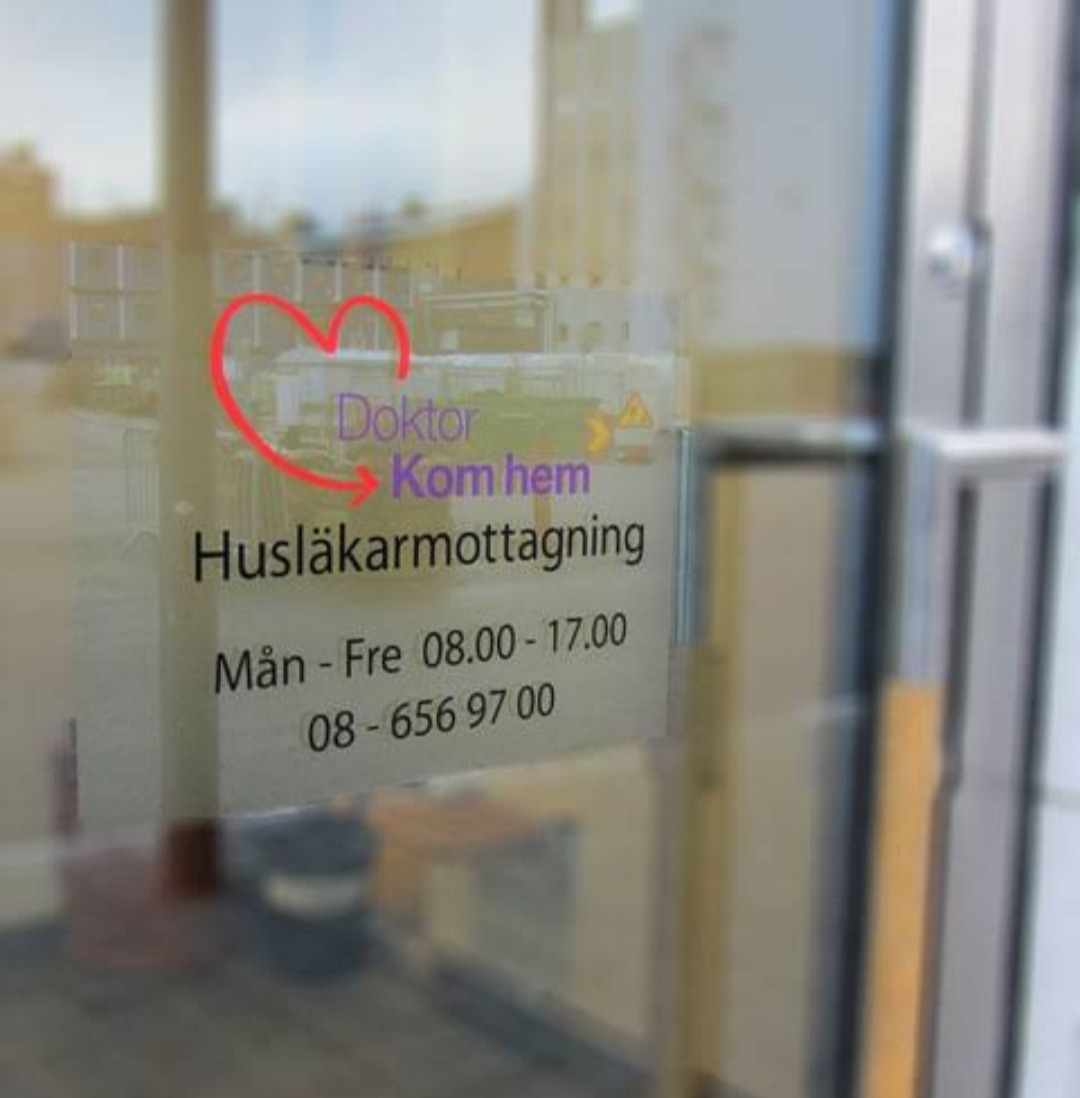 Doktor
Kom hem
Husläkarmottagning
Mån - Fre 08.00 - 17.00
08 - 656 97 00